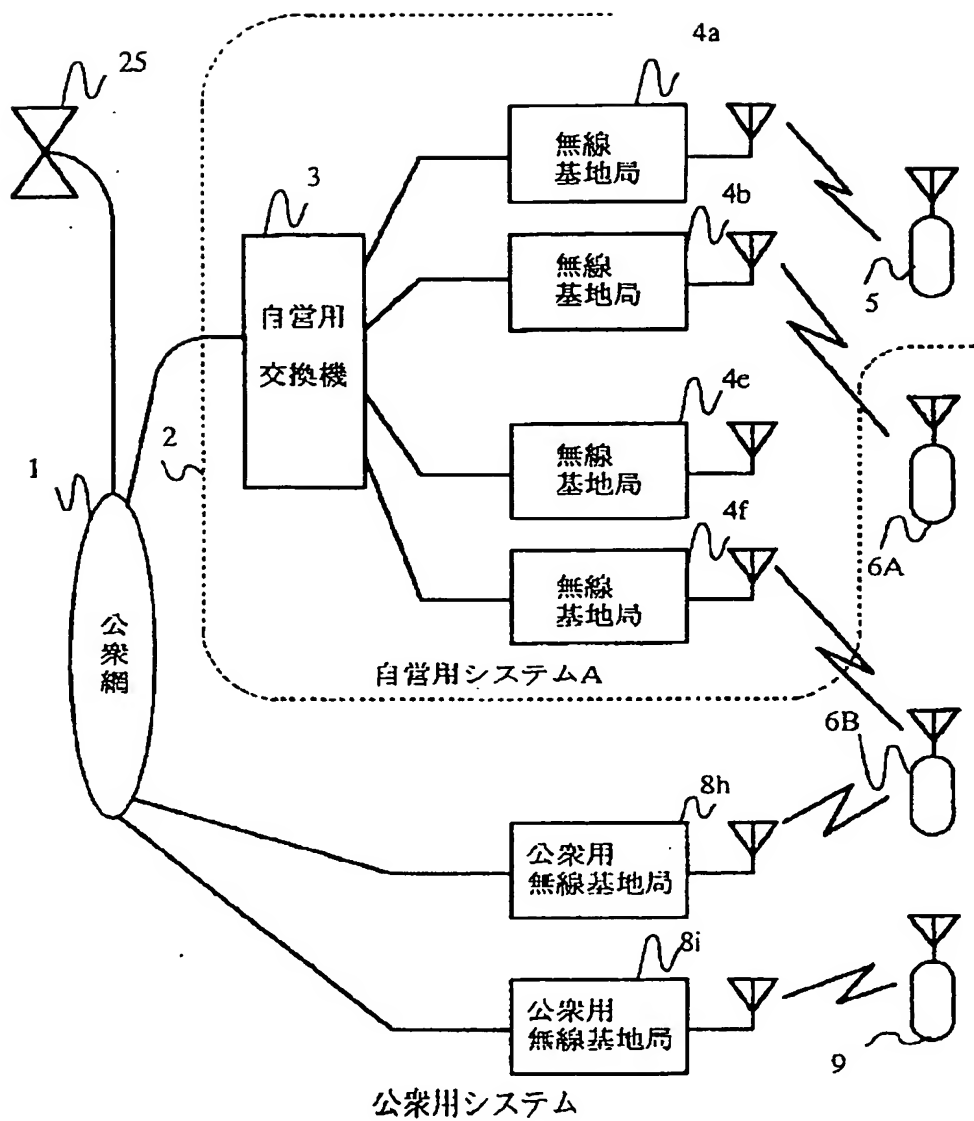 4a
25
無線
基地局
3
4b
無線
基地局
5
自営用
交換機
4e
2
1
無線
基地局
4f
6A
無線
基地局
公
衆
網
自営用システムA
6B
8h
公衆用
無線基地局
8i
公衆用
無線基地局
9
公衆用システム